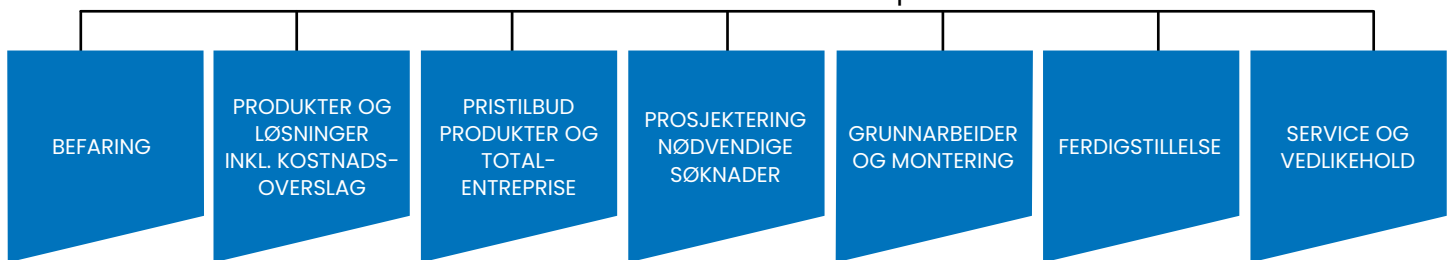 BEFARING
PRODUKTER OG
LØSNINGER
INKL. KOSTNADS-
OVERSLAG
PRISTILBUD
PRODUKTER OG
TOTAL-
ENTREPRISE
PROSJEKTERING
NØDVENDIGE
SØKNADER
GRUNNARBEIDER
OG MONTERING
FERDIGSTILLELSE
SERVICE OG
VEDLIKEHOLD